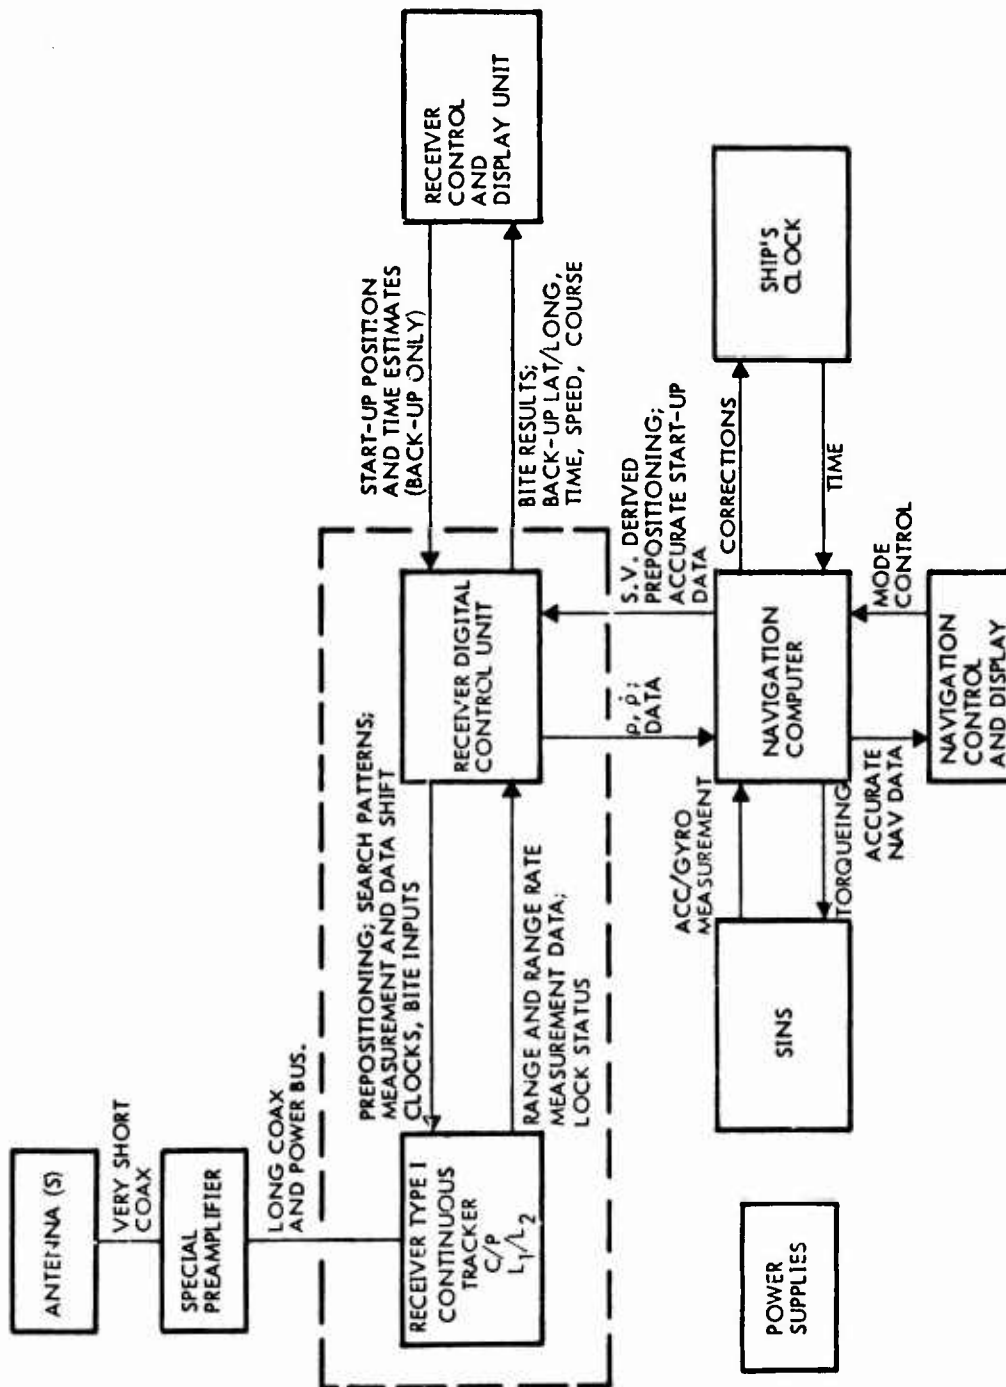 ANTENNA (S)
VERY SHORT
COAX
SPECIAL
PREAMPLIFIER
LONG COAX
AND POWER BUS.
RECEIVER TYPE I
CONTINUOUS
TRACKER
C/P
L1/L2
PREPOSITIONING; SEARCH PATTERNS;
MEASUREMENT AND DATA SHIFT
CLOCKS, BITE INPUTS
RANGE AND RANGE RATE
MEASUREMENT DATA;
LOCK STATUS
RECEIVER DIGITAL
CONTROL UNIT
START-UP POSITION
AND TIME ESTIMATES
(BACK-UP ONLY)
BITE RESULTS;
BACK-UP LAT/LONG,
TIME, SPEED, COURSE
RECEIVER
CONTROL
AND
DISPLAY UNIT
ρ, ρ̇;
DATA
S.V. DERIVED
PREPOSITIONING;
ACCURATE START-UP
DATA
POWER
SUPPLIES
SINS
ACC/GYRO
MEASUREMENT
TORQUEING
NAVIGATION
COMPUTER
CORRECTIONS
TIME
SHIP'S
CLOCK
ACCURATE
NAV DATA
MODE
CONTROL
NAVIGATION
CONTROL
AND DISPLAY